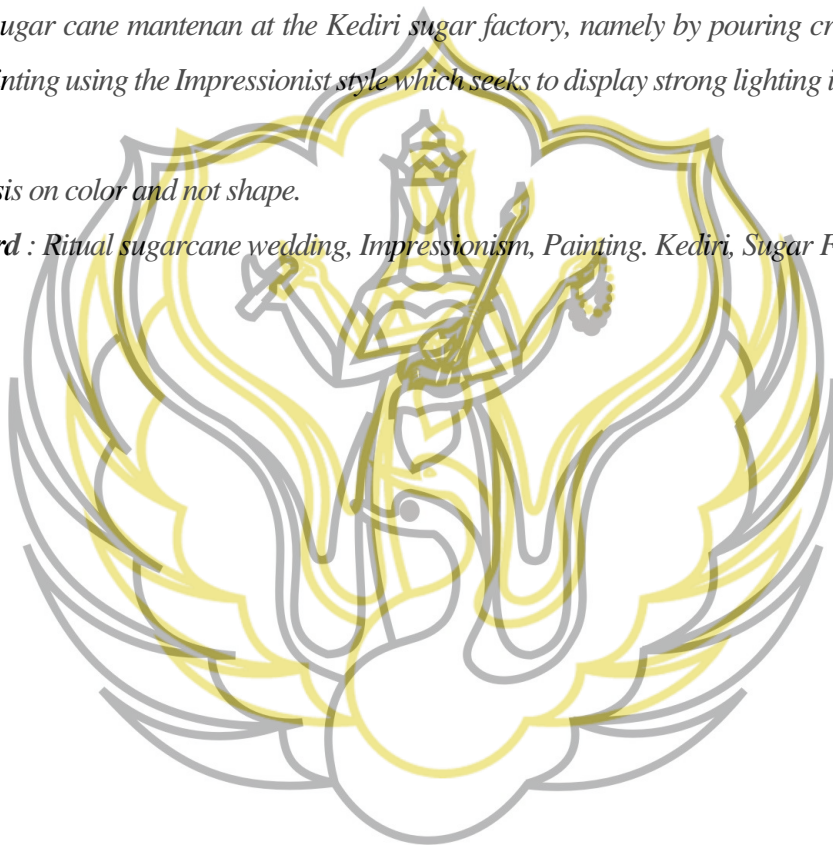 ugar cane mantenan at the Kediri sugar factory, namely by pouring cr
nting using the Impressionist style which seeks to display strong lighting i
sis on color and not shape.
rd : Ritual sugarcane wedding, Impressionism, Painting. Kediri, Sugar F